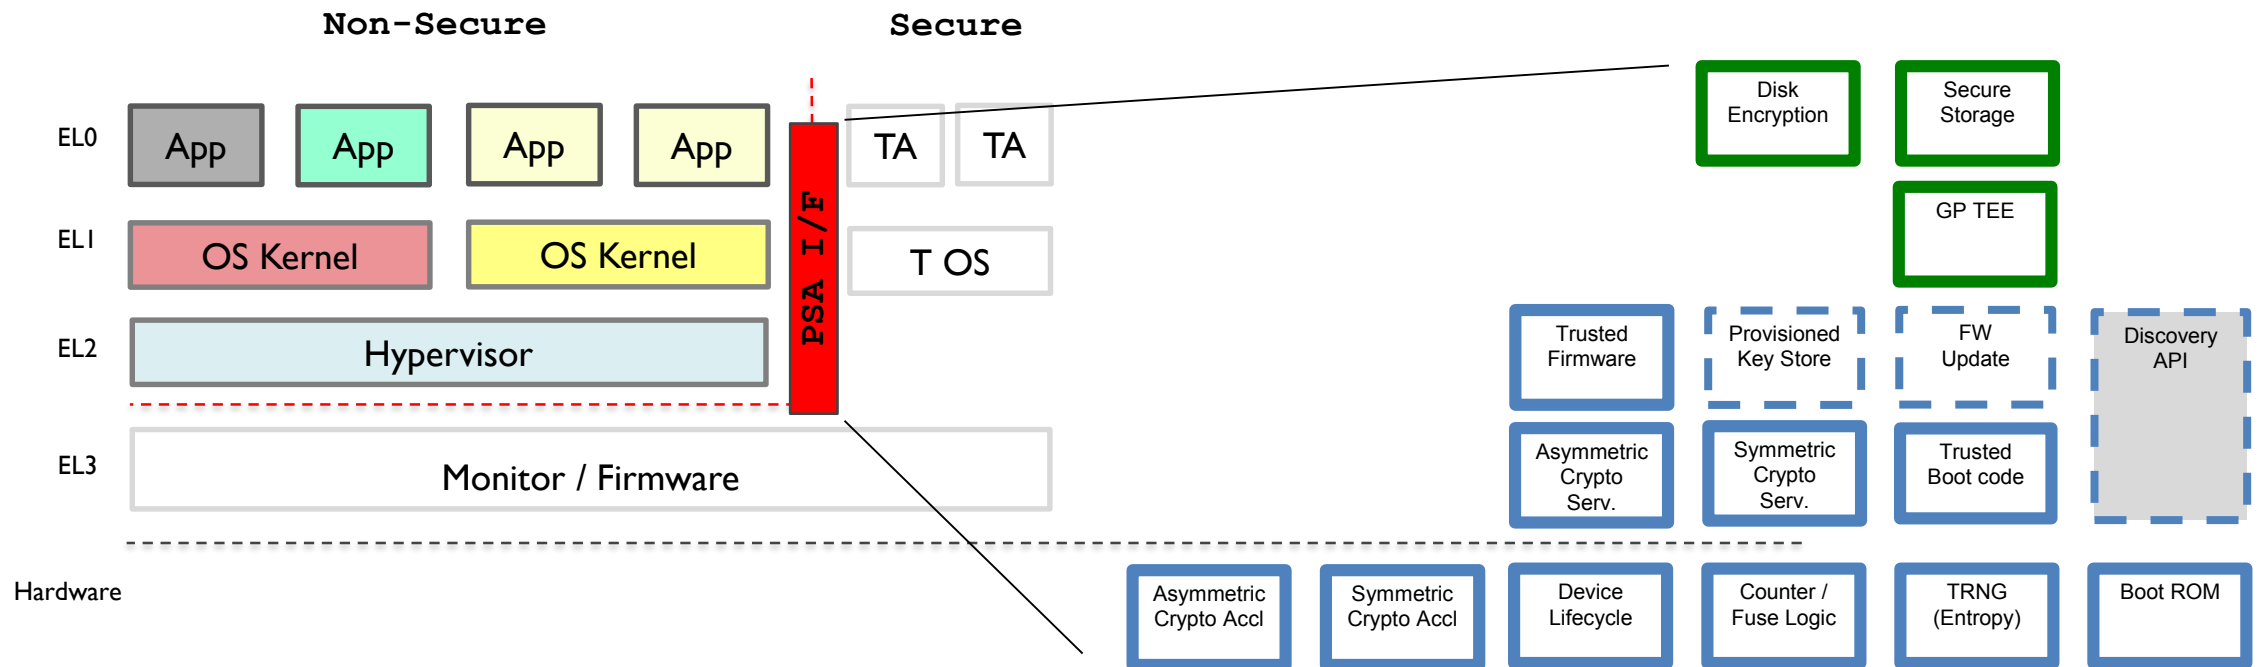 Non-Secure
Secure
EL0
App
App
App
App
TA
TA
EL1
OS Kernel
OS Kernel
T OS
PSA I/F
EL2
Hypervisor
EL3
Monitor / Firmware
Hardware
Disk
Encryption
Secure
Storage
GP TEE
Trusted
Firmware
Provisioned
Key Store
FW
Update
Discovery
API
Asymmetric
Crypto
Serv.
Symmetric
Crypto
Serv.
Trusted
Boot code
Asymmetric
Crypto Accl
Symmetric
Crypto Accl
Device
Lifecycle
Counter /
Fuse Logic
TRNG
(Entropy)
Boot ROM